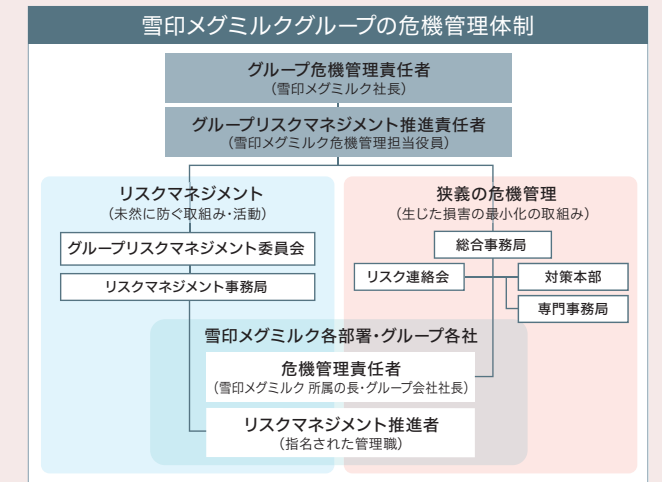 雪印メグミルクグループの危機管理体制
グループ危機管理責任者
（雪印メグミルク社長）
グループリスクマネジメント推進責任者
（雪印メグミルク危機管理担当役員）
リスクマネジメント
（未然に防ぐ取組み・活動）
グループリスクマネジメント委員会
リスクマネジメント事務局
狭義の危機管理
（生じた損害の最小化の取組み）
総合事務局
リスク連絡会
対策本部
専門事務局
雪印メグミルク各部署・グループ各社
危機管理責任者
（雪印メグミルク 所属の長・グループ会社社長）
リスクマネジメント推進者
（指名された管理職）